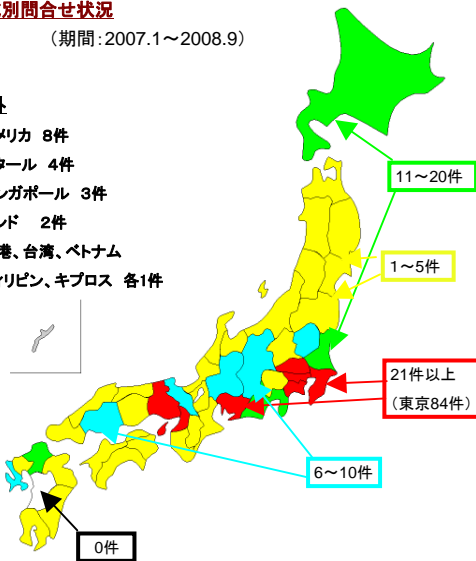 別問合せ状況
（期間：2007.1～2008.9）
メリカ 8件
タール 4件
ンガポール 3件
ンド 2件
港、台湾、ベトナム
ィリピン、キプロス 各1件
11～20件
1～5件
21件以上
（東京84件）
6～10件
0件